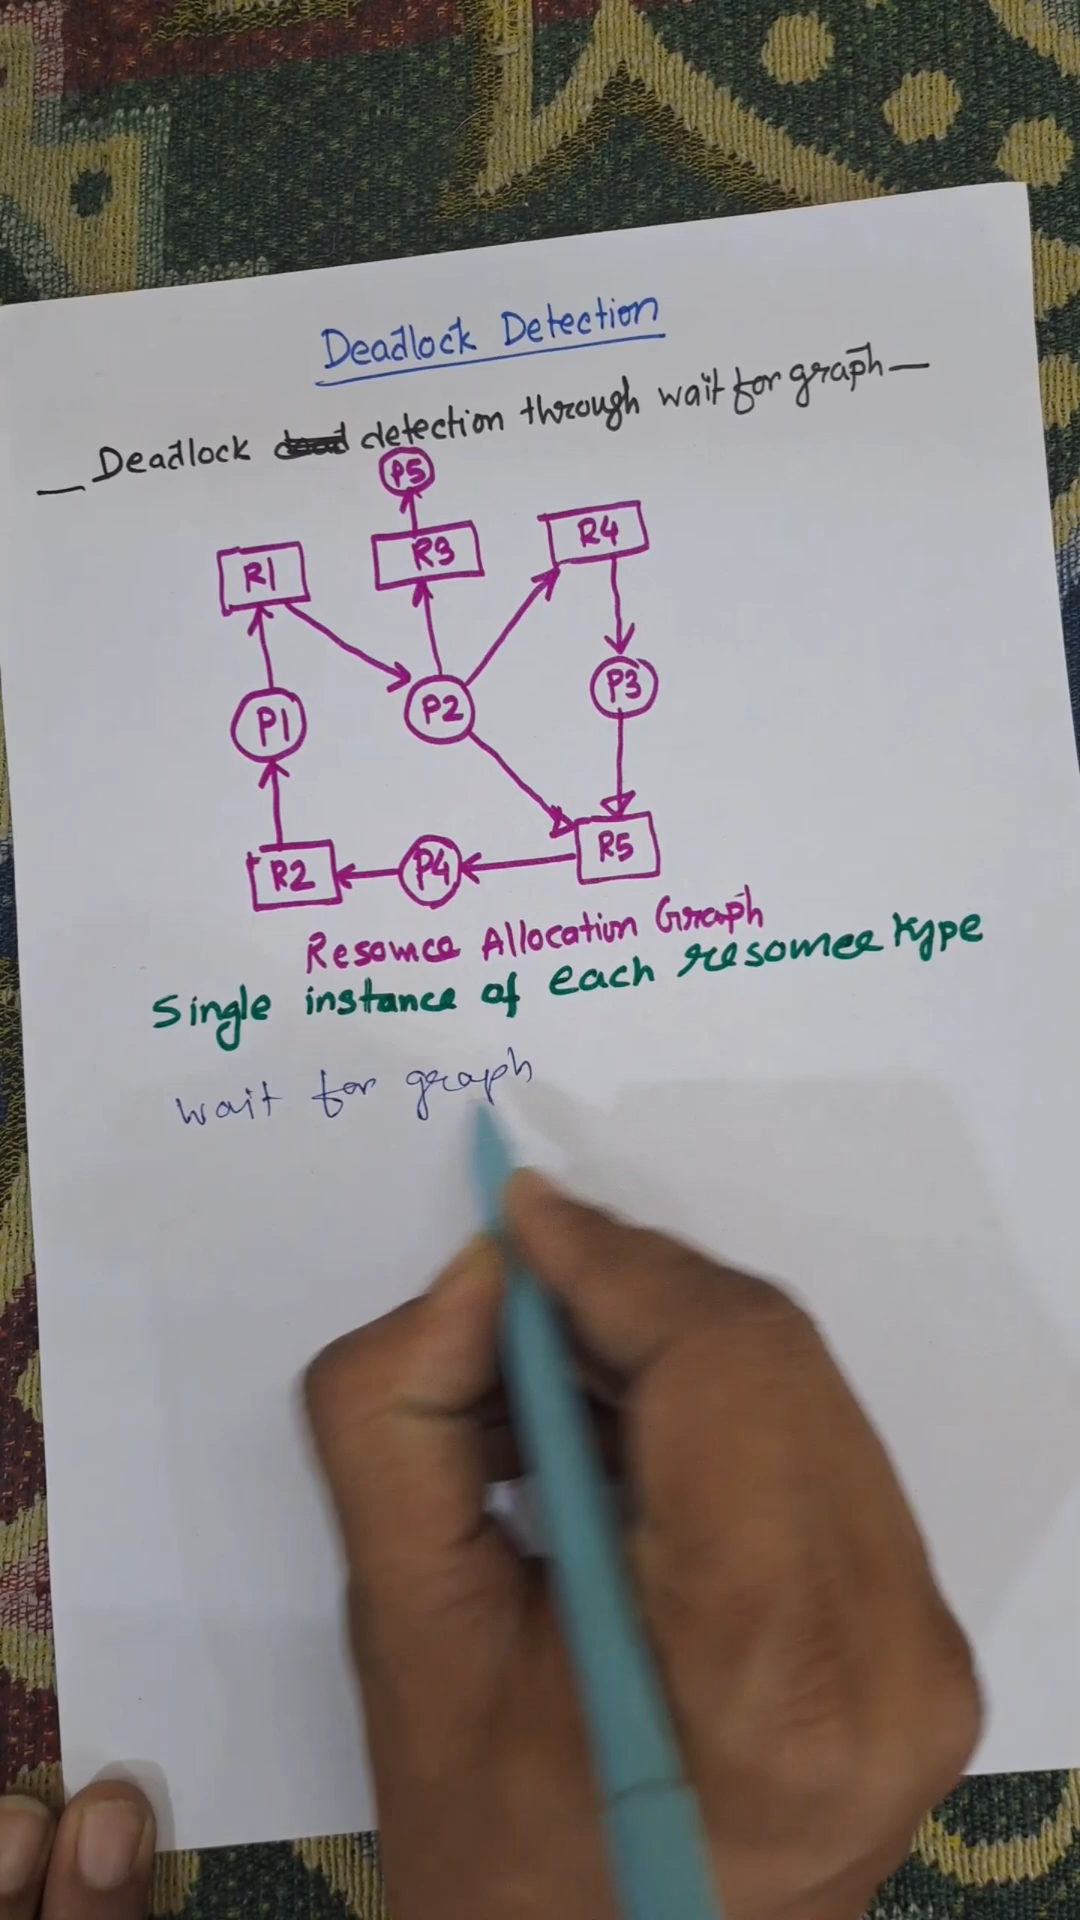 Deadlock Detection
Deadlock detection through wait for graph
P5
R1 R3 R4
P1 P2 P3
R2 P4 R5
Resource Allocation Graph
Single instance of each resource type
wait for graph